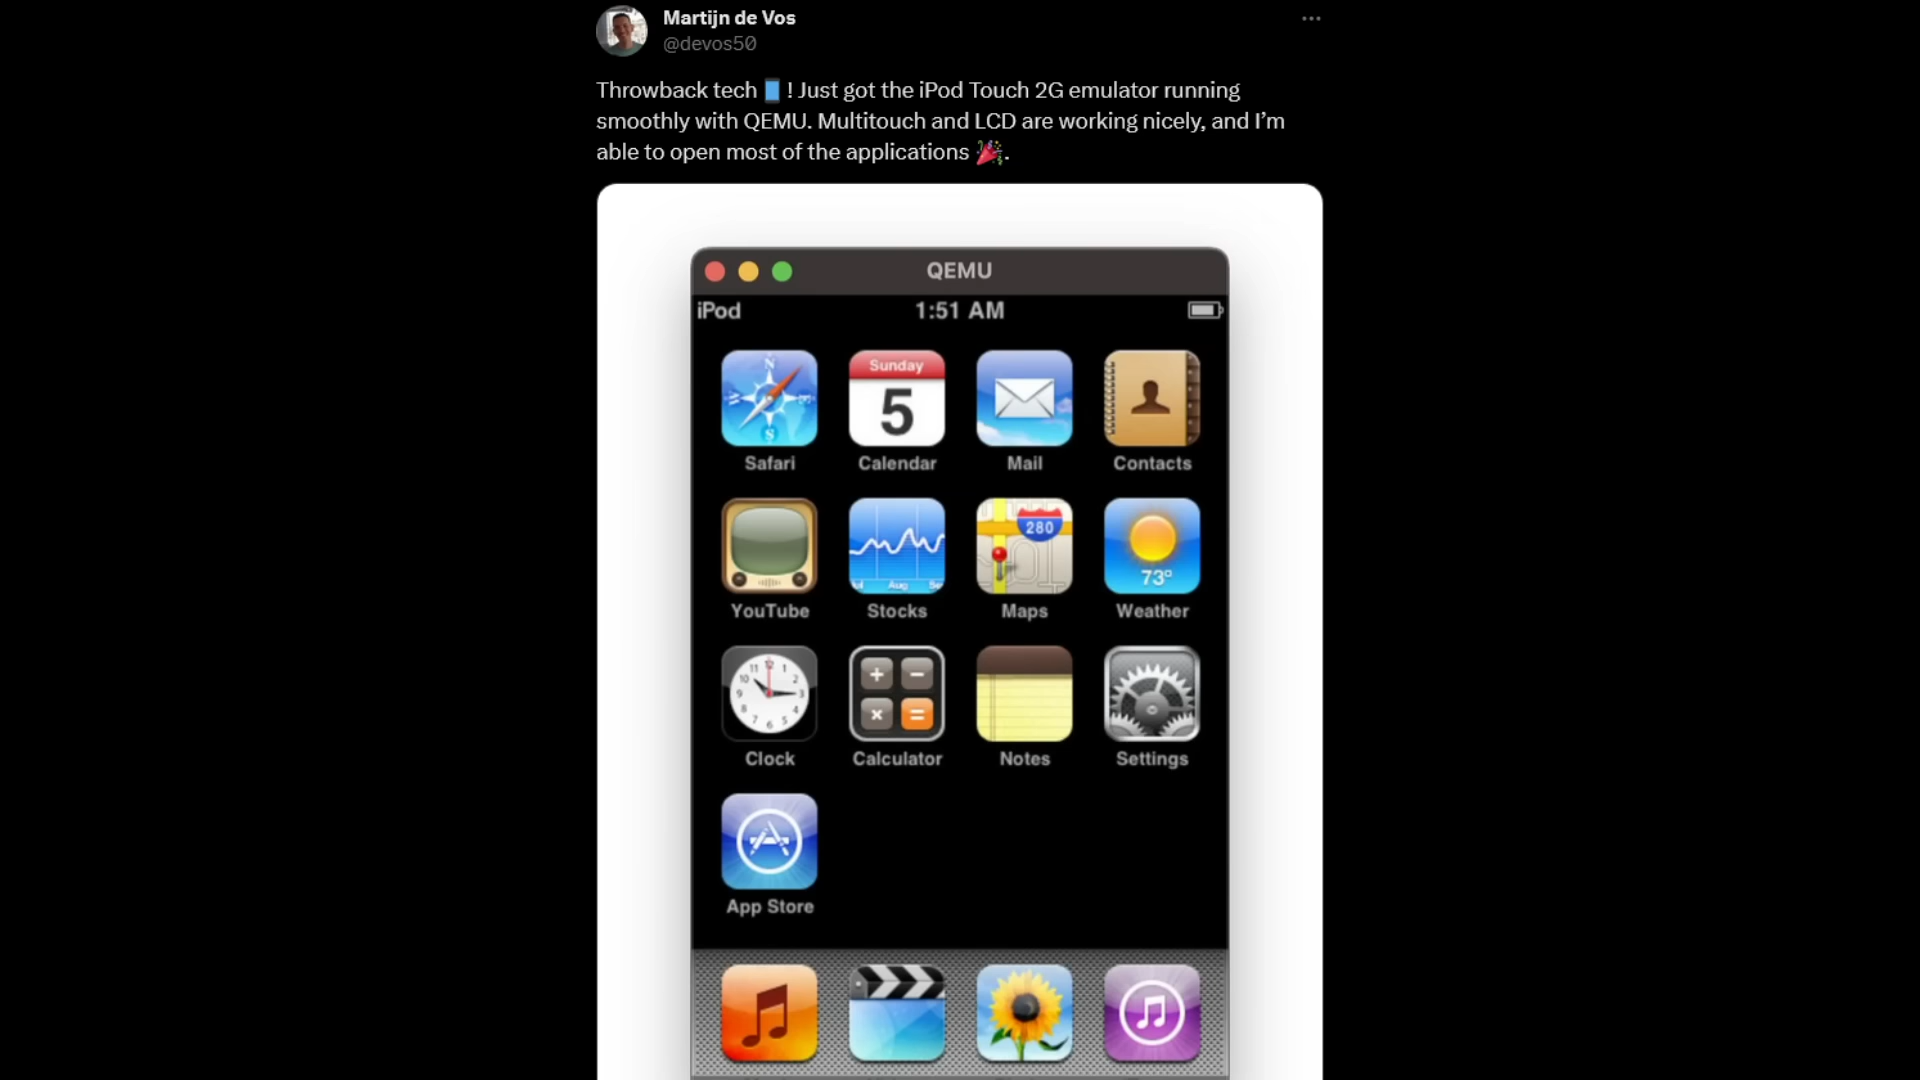 Martijn de Vos
@devos50
Throwback tech 📱! Just got the iPod Touch 2G emulator running
smoothly with QEMU. Multitouch and LCD are working nicely, and I’m
able to open most of the applications 🎉.
QEMU
iPod 1:51 AM
Sunday
5
Safari Calendar Mail Contacts
280
73°
Aug
YouTube Stocks Maps Weather
Clock Calculator Notes Settings
App Store